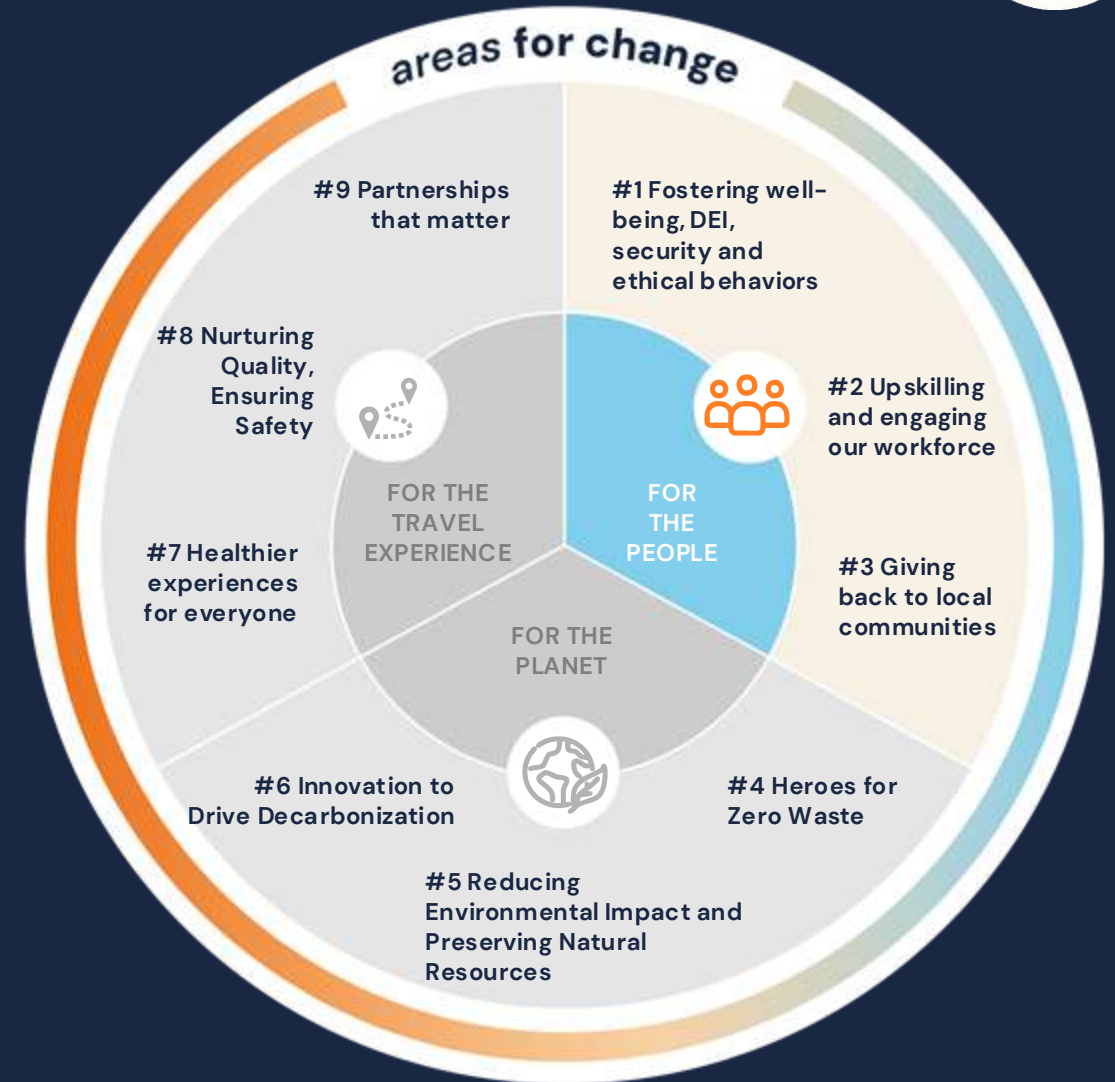 areas for change
#1 Fostering well-
being, DEI,
security and
ethical behaviors
#2 Upskilling
and engaging
our workforce
#3 Giving
back to local
communities
#4 Heroes for
Zero Waste
#5 Reducing
Environmental Impact and
Preserving Natural
Resources
#6 Innovation to
Drive Decarbonization
#7 Healthier
experiences
for everyone
#8 Nurturing
Quality,
Ensuring
Safety
#9 Partnerships
that matter
FOR THE
TRAVEL
EXPERIENCE
FOR
THE
PEOPLE
FOR THE
PLANET